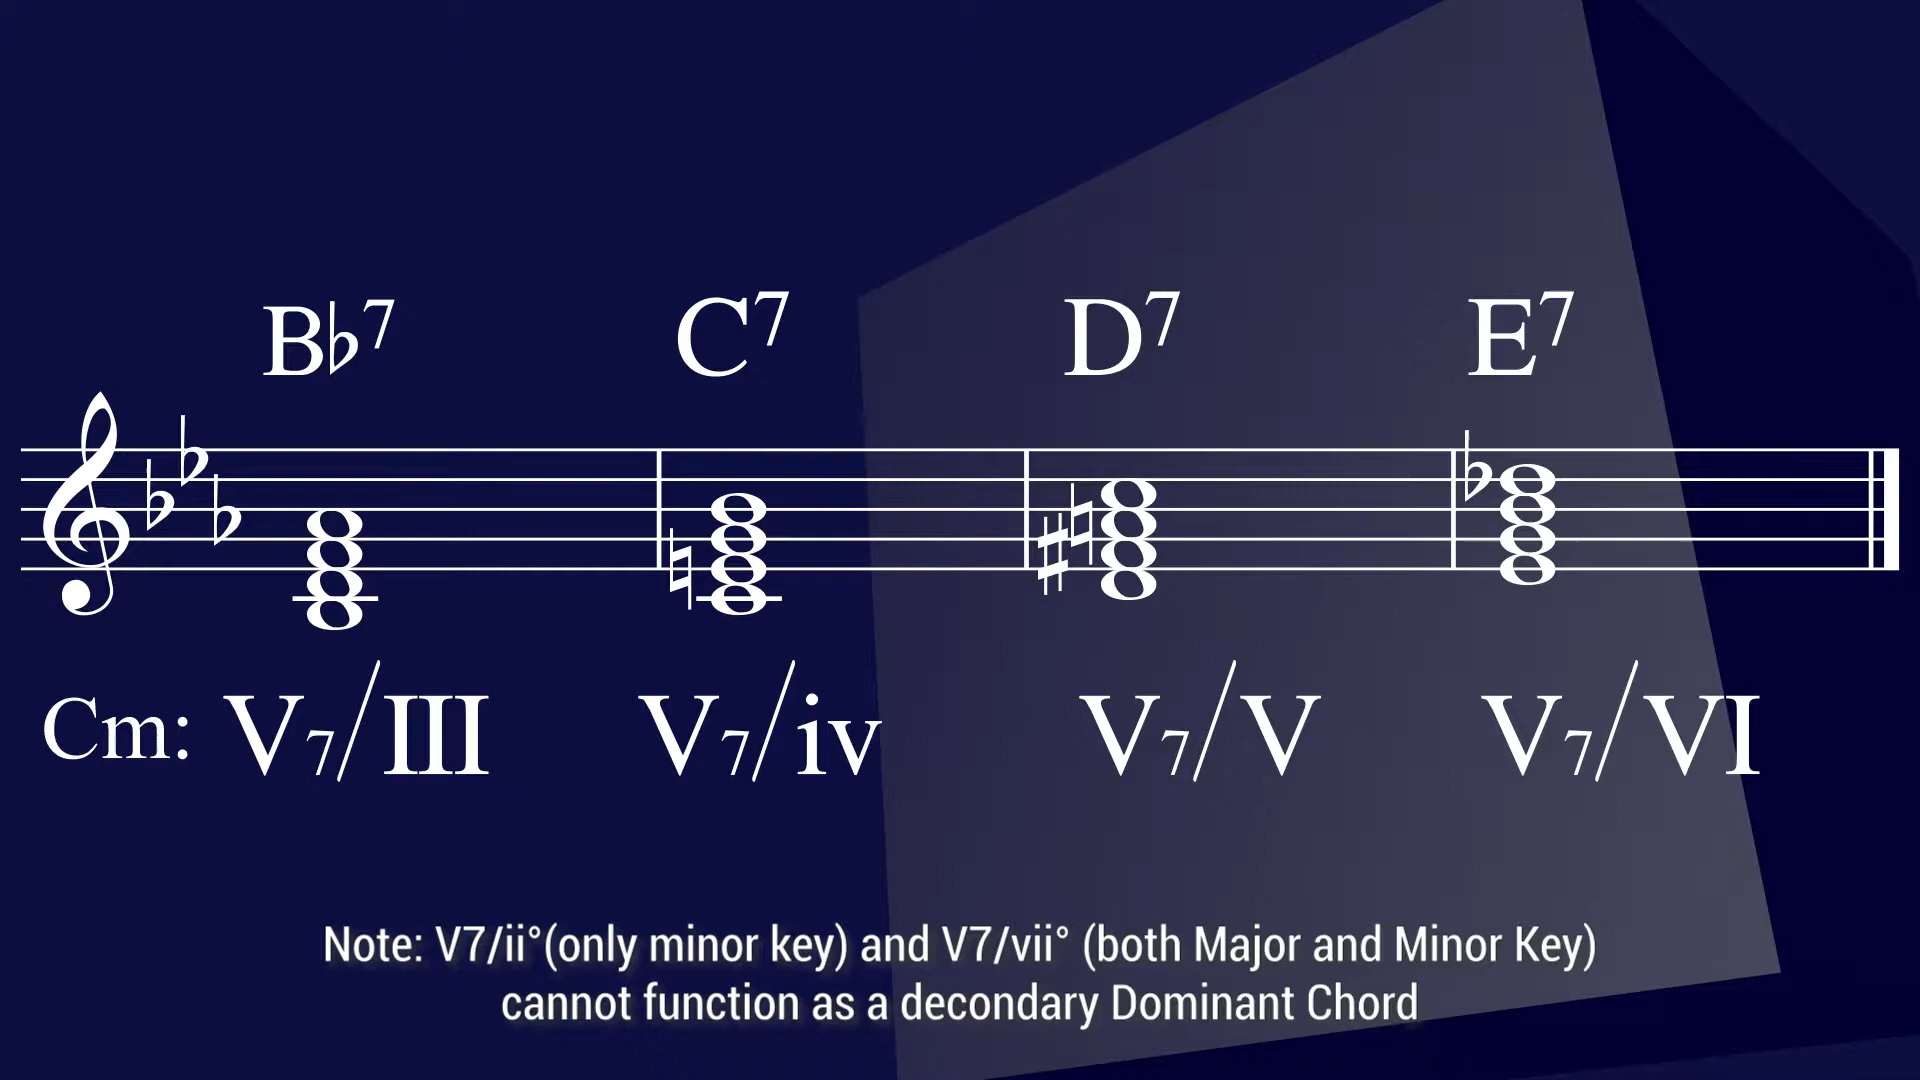 B♭7 C7 D7 E7
Cm: V7/III V7/iv V7/V V7/VI
Note: V7/ii°(only minor key) and V7/vii° (both Major and Minor Key)
cannot function as a decondary Dominant Chord